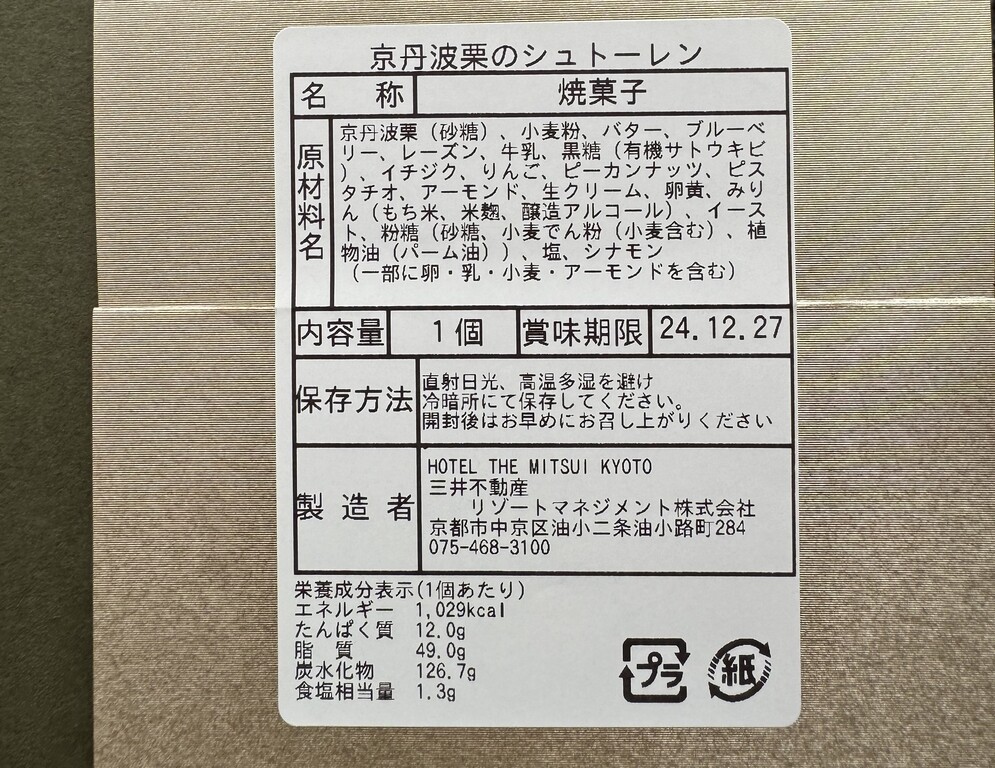 京丹波栗のシュトーレン
名 称 焼菓子
原材料名
京丹波栗（砂糖）、小麦粉、バター、ブルーベ
リー、レーズン、牛乳、黒糖（有機サトウキビ
）、イチジク、りんご、ピーカンナッツ、ピス
タチオ、アーモンド、生クリーム、卵黄、みり
ん（もち米、米麹、醸造アルコール）、イース
ト、粉糖（砂糖、小麦でん粉（小麦含む）、植
物油（パーム油））、塩、シナモン
（一部に卵・乳・小麦・アーモンドを含む）
内容量 1個 賞味期限 24.12.27
保存方法
直射日光、高温多湿を避け
冷暗所にて保存してください。
開封後はお早めにお召し上がりください
製造者
HOTEL THE MITSUI KYOTO
三井不動産
リゾートマネジメント株式会社
京都市中京区油小二条油小路町284
075-468-3100
栄養成分表示(1個あたり)
エネルギー 1,029kcal
たんぱく質 12.0g
脂 質 49.0g
炭水化物 126.7g
食塩相当量 1.3g
プラ 紙